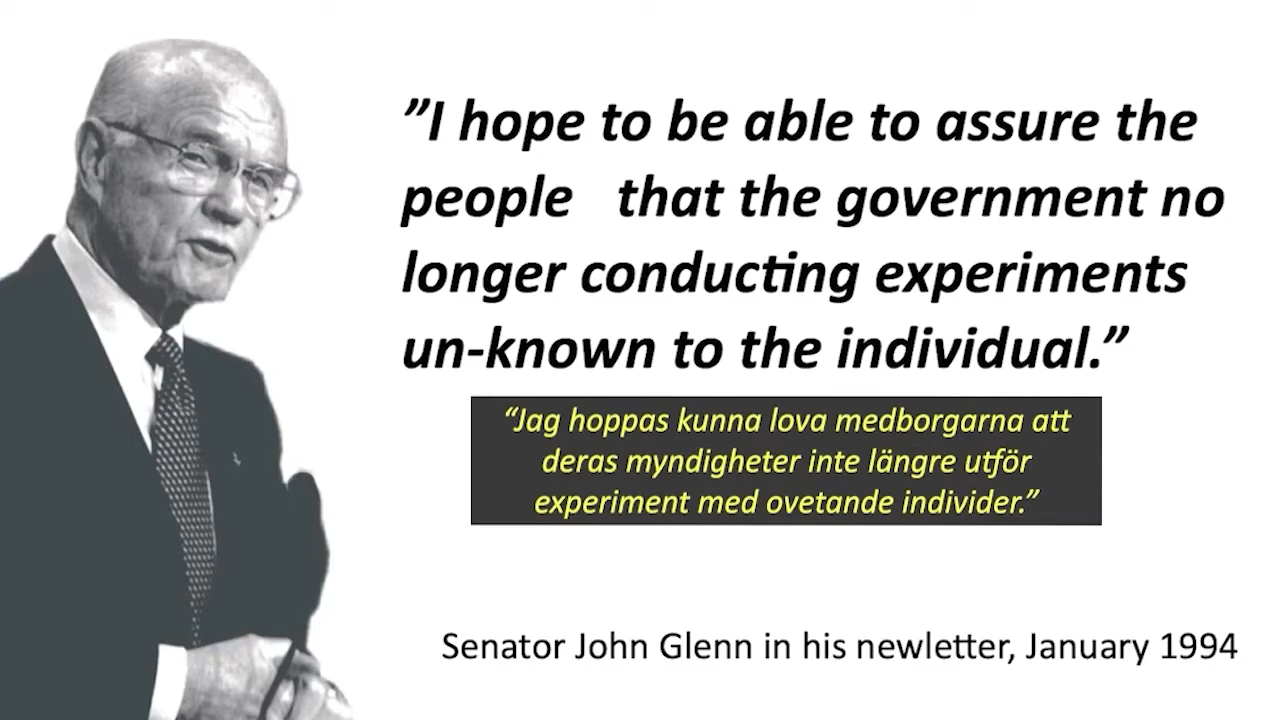 ”I hope to be able to assure the
people   that the government no
longer conducting experiments
un-known to the individual.”
“Jag hoppas kunna lova medborgarna att
deras myndigheter inte längre utför
experiment med ovetande individer.”
Senator John Glenn in his newletter, January 1994